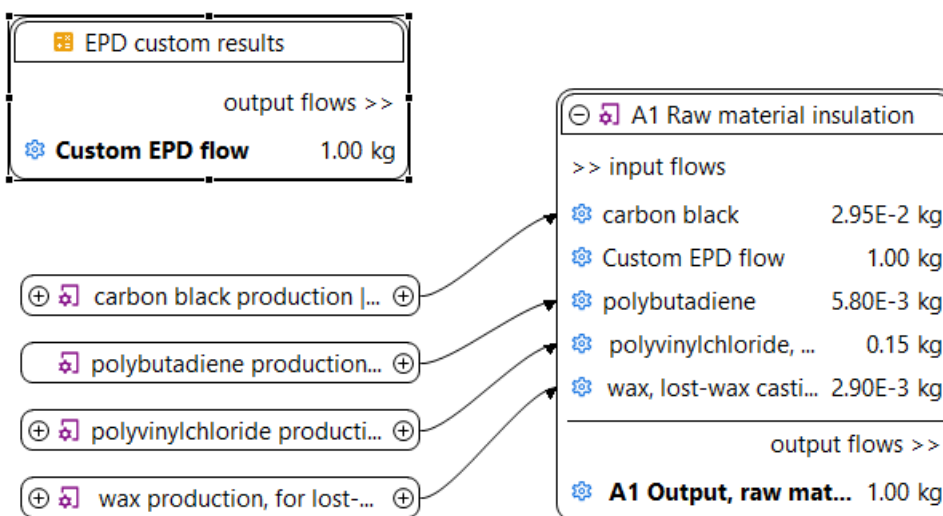 EPD custom results
output flows >>
Custom EPD flow 1.00 kg
A1 Raw material insulation
>> input flows
carbon black 2.95E-2 kg
Custom EPD flow 1.00 kg
polybutadiene 5.80E-3 kg
polyvinylchloride, ... 0.15 kg
wax, lost-wax casti... 2.90E-3 kg
output flows >>
A1 Output, raw mat... 1.00 kg
carbon black production |...
polybutadiene production...
polyvinylchloride producti...
wax production, for lost-...